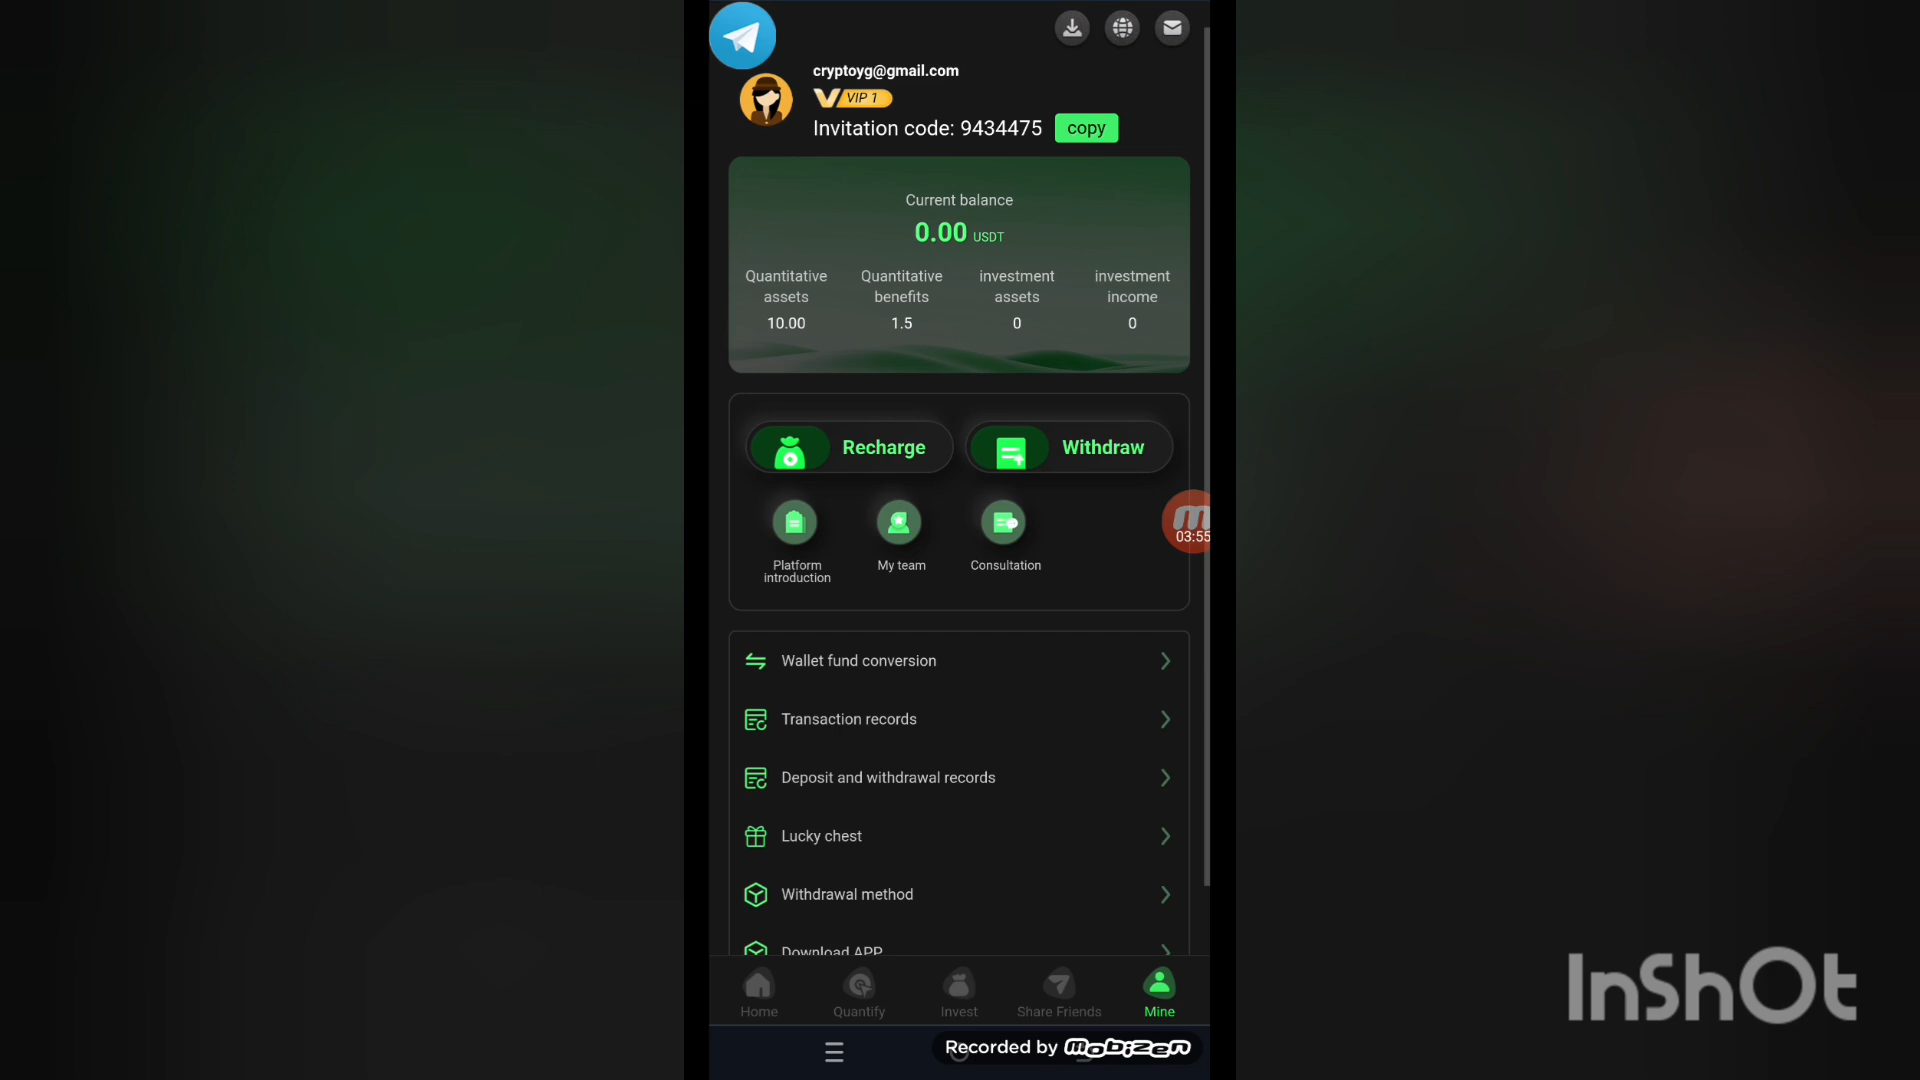 cryptoyg@gmail.com
VIP 1
Invitation code: 9434475
copy
Current balance
0.00 USDT
Quantitative assets
10.00
Quantitative benefits
1.5
investment assets
0
investment income
0
Recharge
Withdraw
03:55
Platform introduction
My team
Consultation
Wallet fund conversion
Transaction records
Deposit and withdrawal records
Lucky chest
Withdrawal method
Download APP
Home
Quantify
Invest
Share Friends
Mine
Recorded by mobizen
InShOt